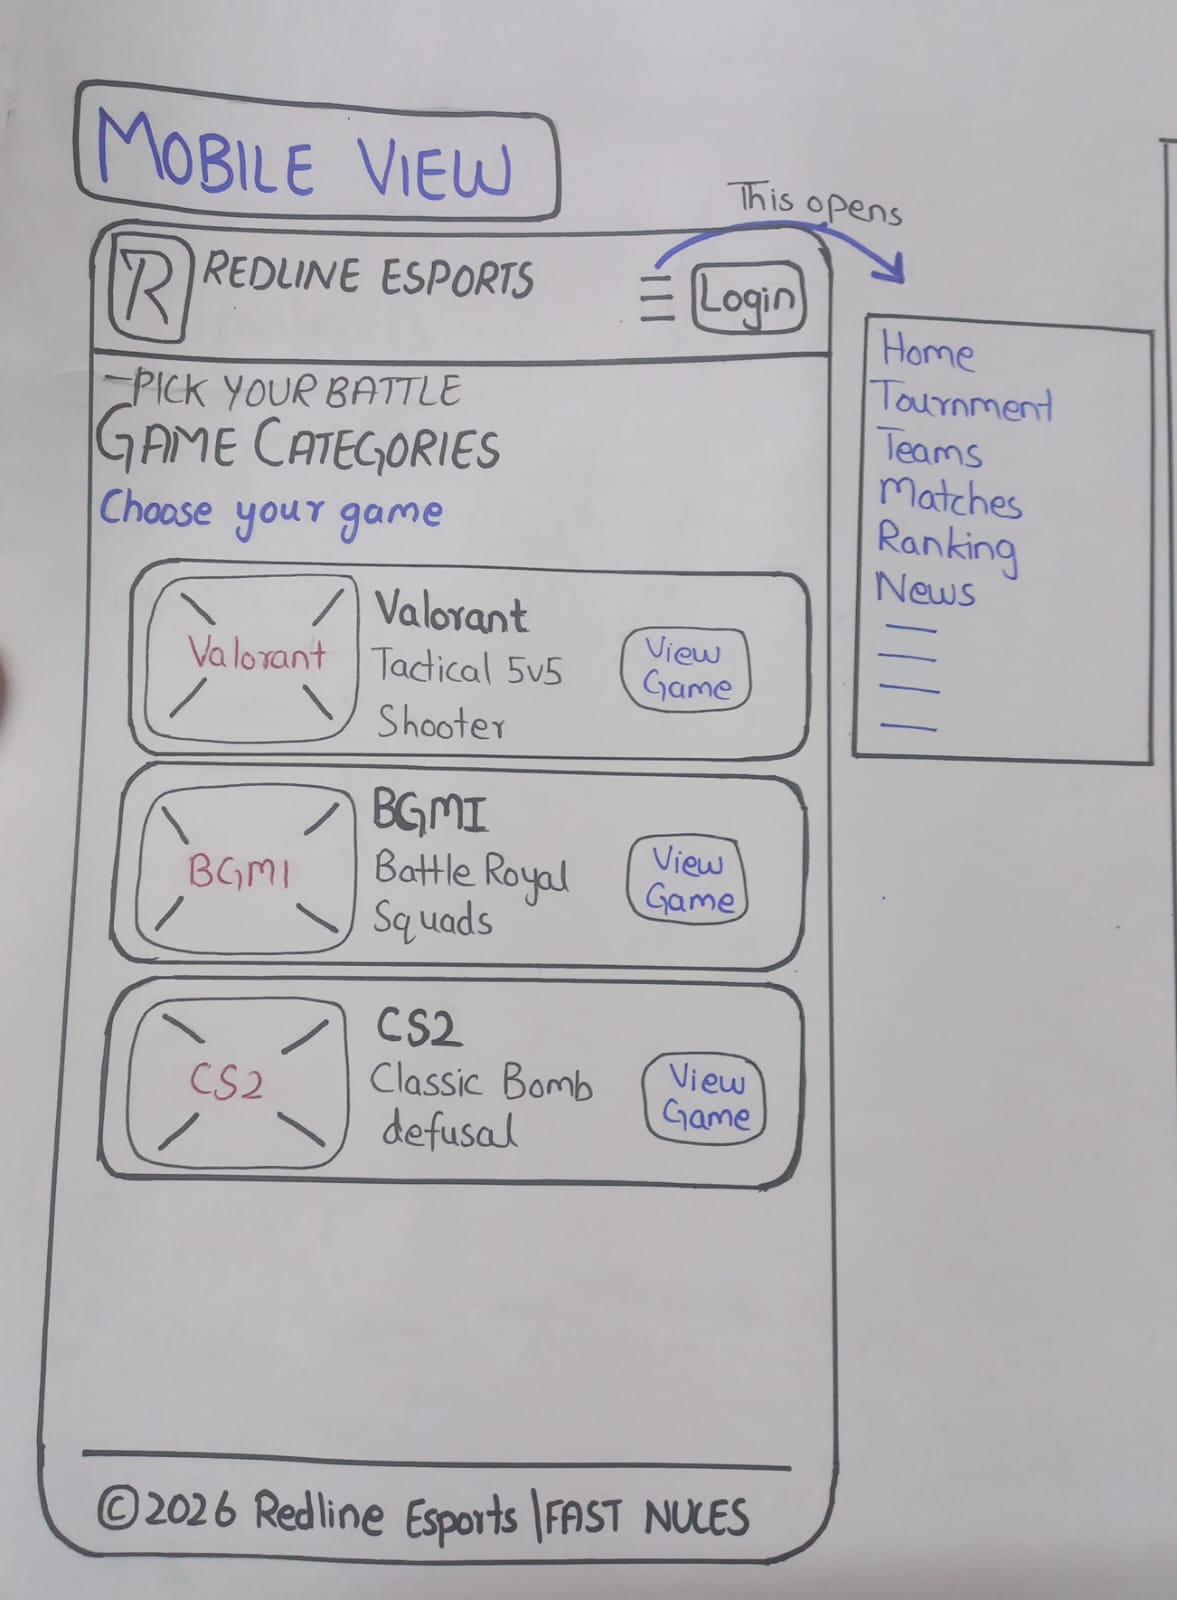 MOBILE VIEW
This opens
R REDLINE ESPORTS
Login
Home
Tournment
Teams
Matches
Ranking
News
-PICK YOUR BATTLE
GAME CATEGORIES
Choose your game
Valorant
Valorant
Tactical 5v5
Shooter
View
Game
BGMI
BGMI
Battle Royal
Squads
View
Game
CS2
CS2
Classic Bomb
defusal
View
Game
©2026 Redline Esports |FAST NUCES